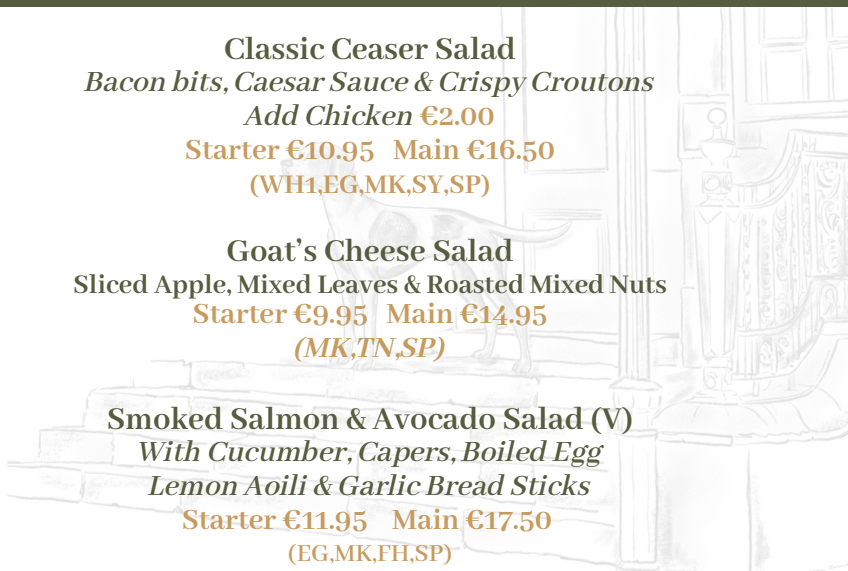 Classic Ceaser Salad
Bacon bits, Caesar Sauce & Crispy Croutons
Add Chicken €2.00
Starter €10.95 Main €16.50
(WH1,EG,MK,SY,SP)
Goat's Cheese Salad
Sliced Apple, Mixed Leaves & Roasted Mixed Nuts
Starter €9.95 Main €14.95
(MK,TN,SP)
Smoked Salmon & Avocado Salad (V)
With Cucumber, Capers, Boiled Egg
Lemon Aoili & Garlic Bread Sticks
Starter €11.95 Main €17.50
(EG,MK,FH,SP)